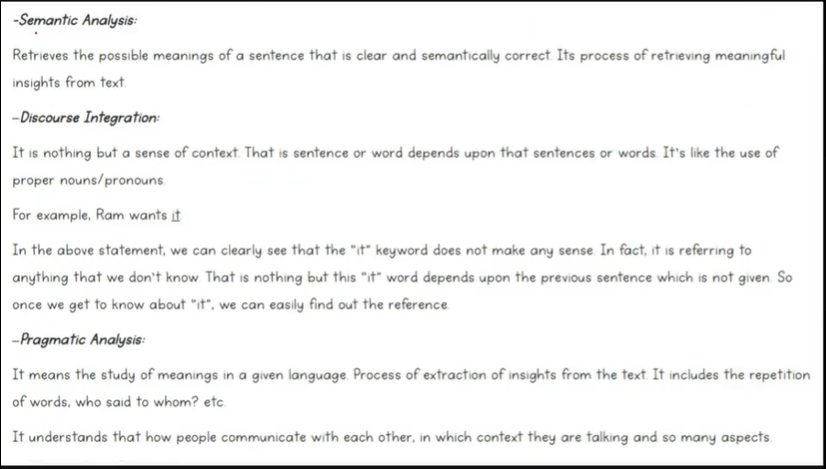 -Semantic Analysis:
Retrieves the possible meanings of a sentence that is clear and semantically correct. Its process of retrieving meaningful
insights from text.
-Discourse Integration:
It is nothing but a sense of context. That is sentence or word depends upon that sentences or words. It's like the use of
proper nouns/pronouns.
For example, Ram wants it.
In the above statement, we can clearly see that the "it" keyword does not make any sense. In fact, it is referring to
anything that we don't know. That is nothing but this "it" word depends upon the previous sentence which is not given. So
once we get to know about "it", we can easily find out the reference.
-Pragmatic Analysis:
It means the study of meanings in a given language. Process of extraction of insights from the text. It includes the repetition
of words, who said to whom? etc.
It understands that how people communicate with each other, in which context they are talking and so many aspects.